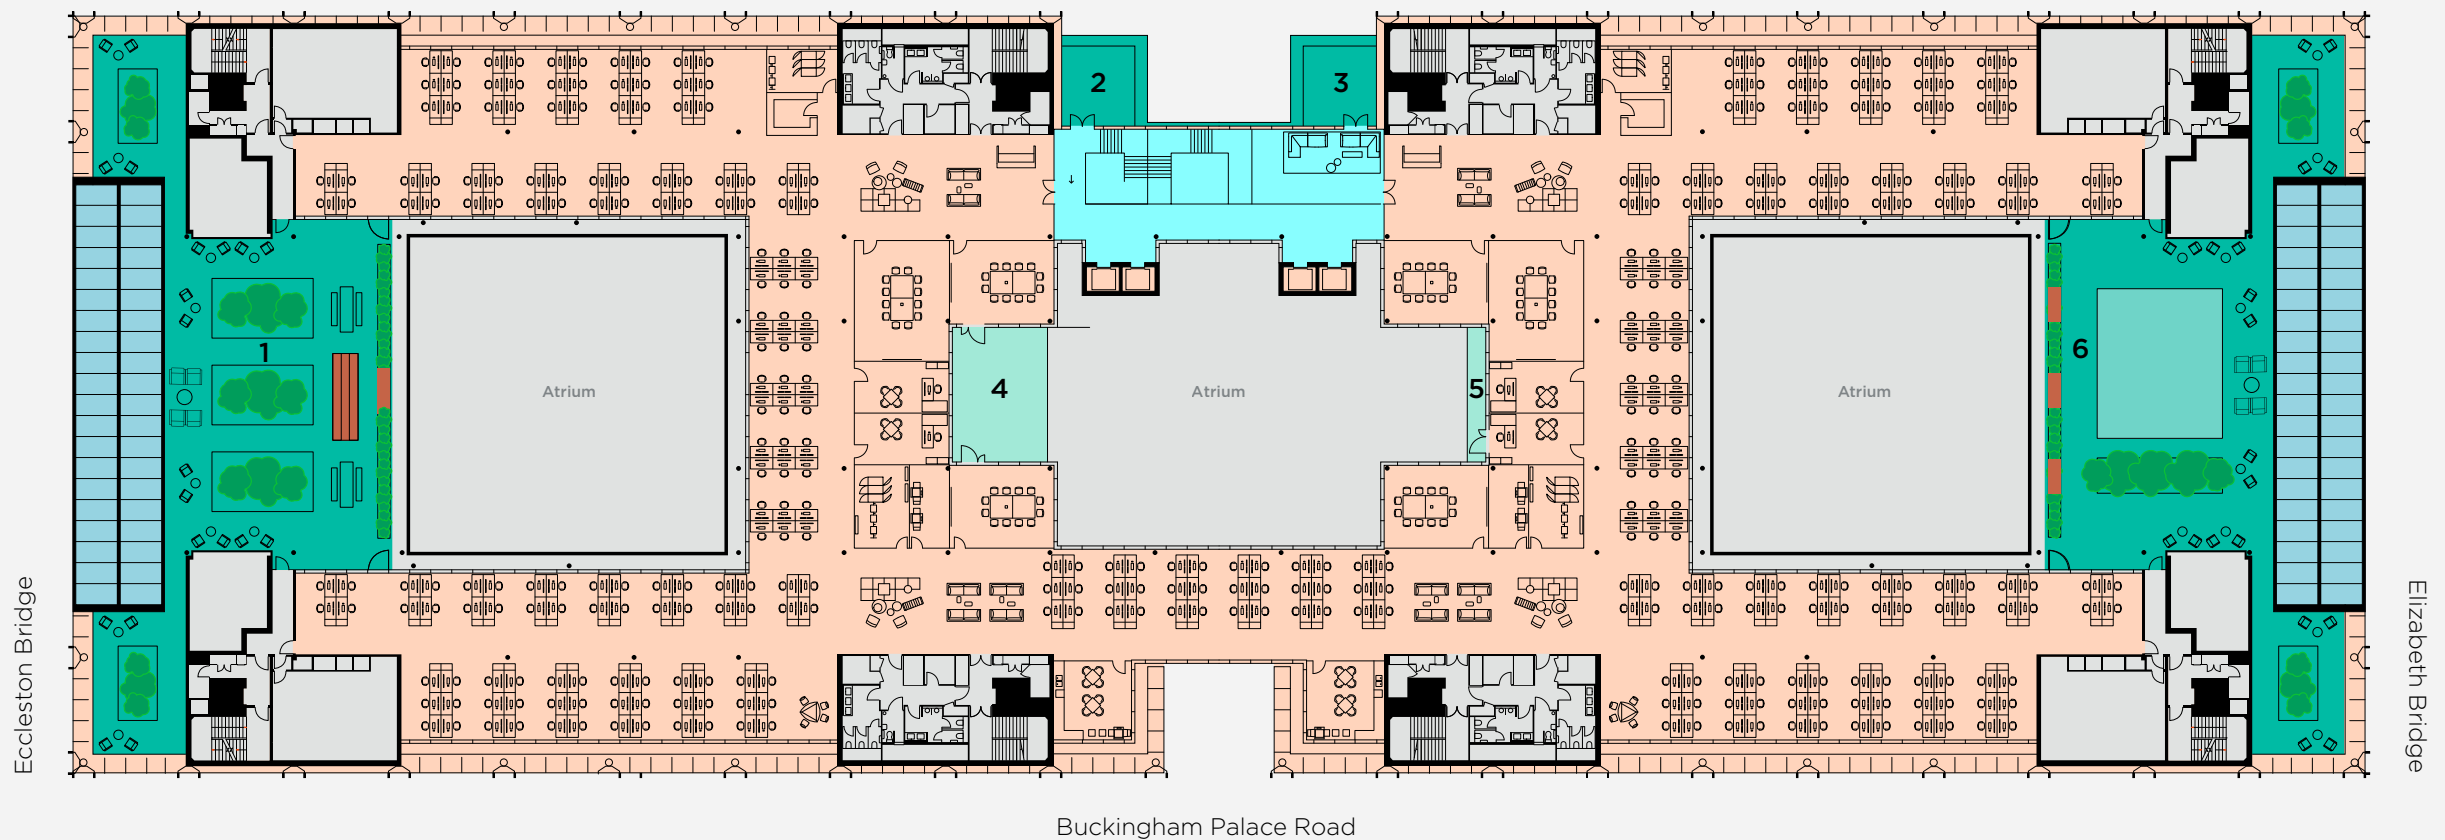 2
3
1
6
4
5
Atrium
Atrium
Atrium
Eccleston Bridge
Elizabeth Bridge
Buckingham Palace Road